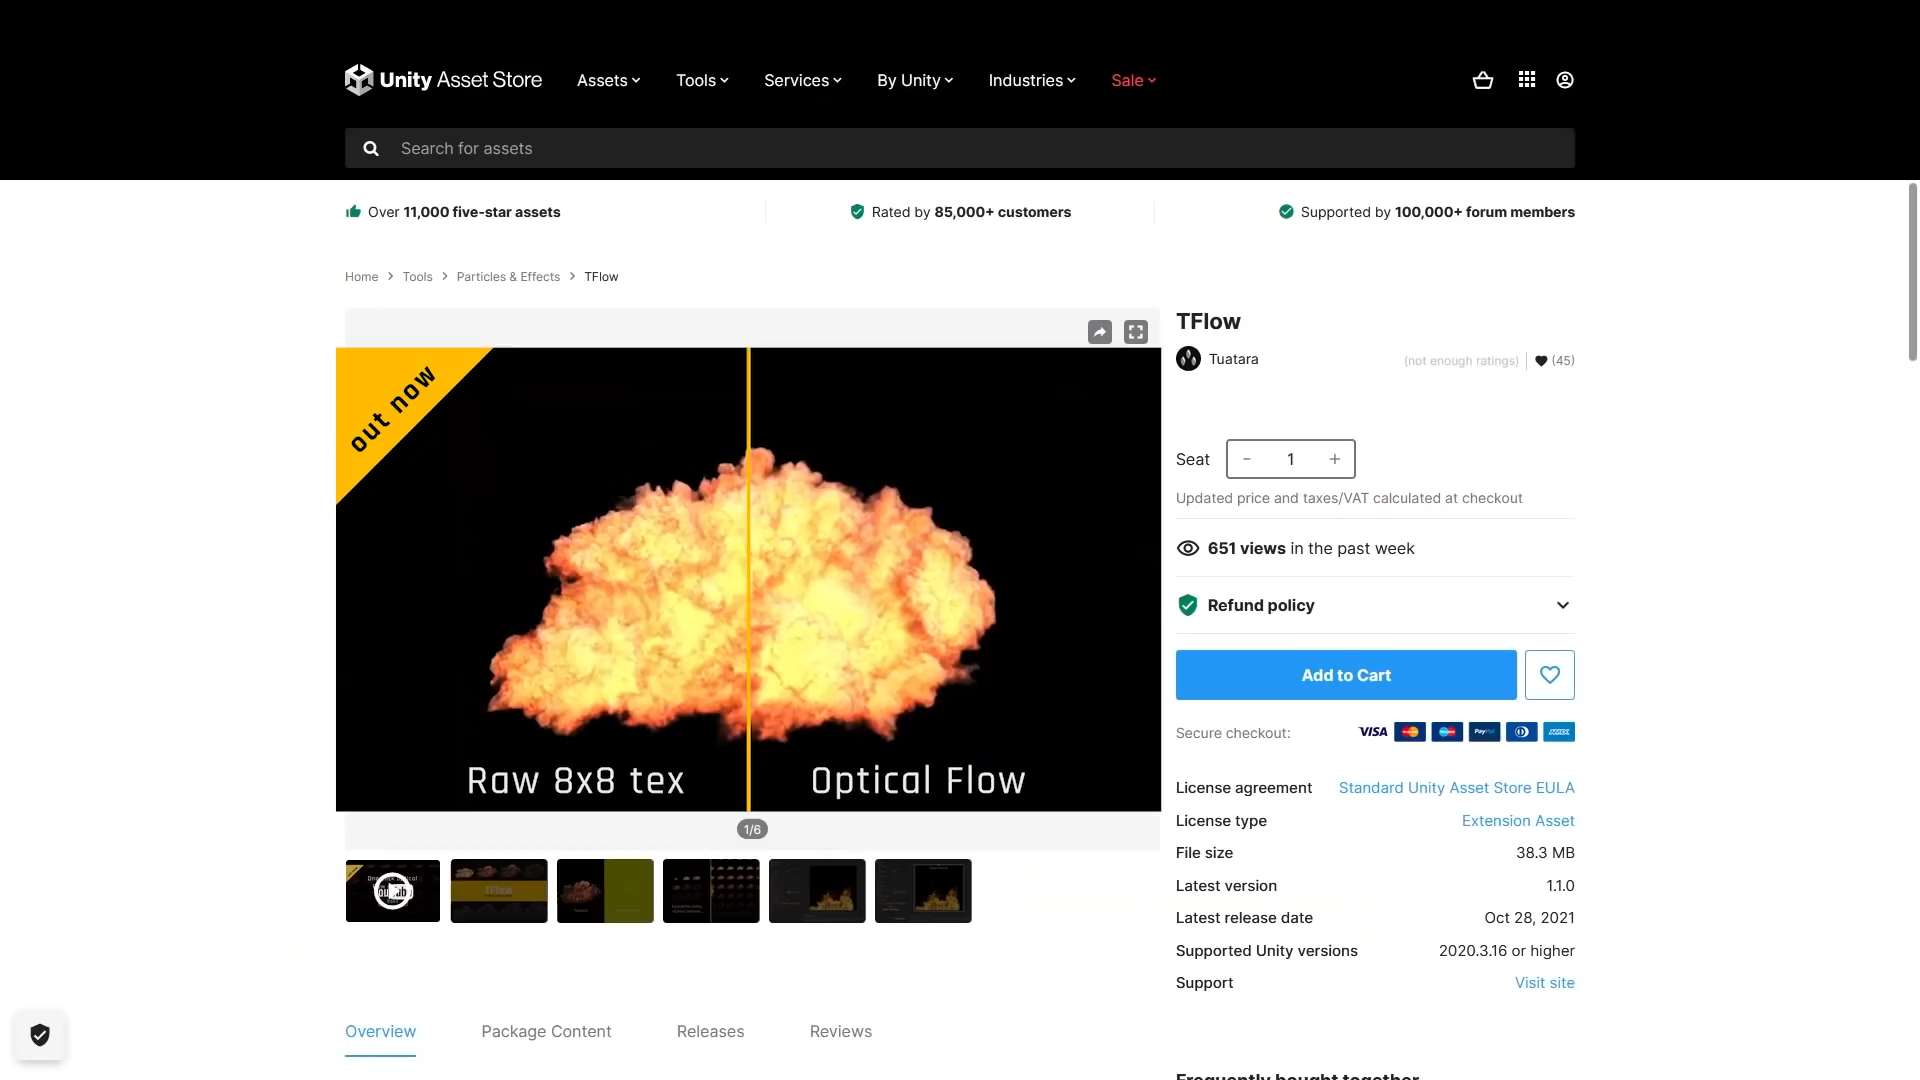 Unity Asset Store
Assets
Tools
Services
By Unity
Industries
Sale
Search for assets
Over 11,000 five-star assets
Rated by 85,000+ customers
Supported by 100,000+ forum members
Home > Tools > Particles & Effects > TFlow
TFlow
Tuatara
(not enough ratings)
(45)
out now
Raw 8x8 tex
Optical Flow
1/6
Seat
- 1 +
Updated price and taxes/VAT calculated at checkout
651 views in the past week
Refund policy
Add to Cart
Secure checkout:
VISA
PayPal
AMEX
License agreement
Standard Unity Asset Store EULA
License type
Extension Asset
File size
38.3 MB
Latest version
1.1.0
Latest release date
Oct 28, 2021
Supported Unity versions
2020.3.16 or higher
Support
Visit site
Overview
Package Content
Releases
Reviews
Frequently bought together